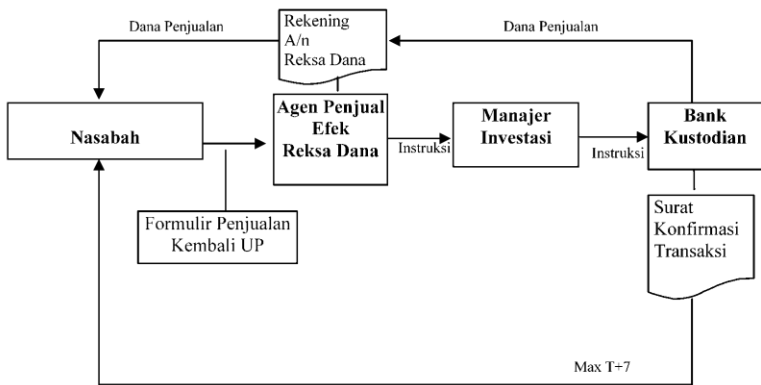 Dana Penjualan
Rekening
A/n
Reksa Dana
Dana Penjualan
Nasabah
Agen Penjual
Efek
Reksa Dana
Instruksi
Manajer
Investasi
Instruksi
Bank
Kustodian
Formulir Penjualan
Kembali UP
Surat
Konfirmasi
Transaksi
Max T+7